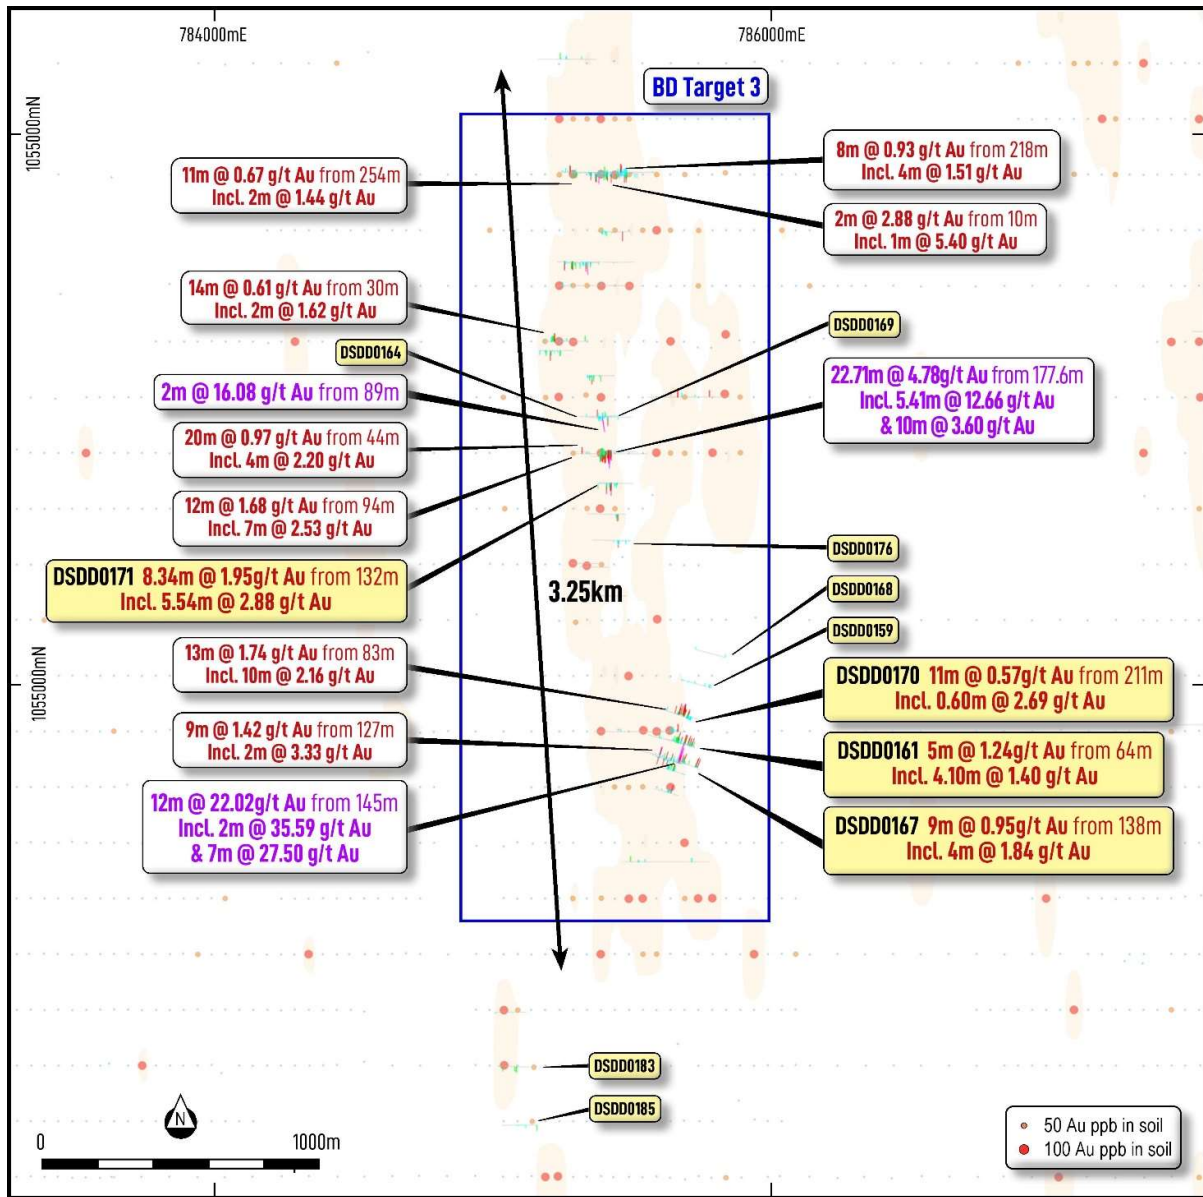 784000mE
786000mE
1055000mN
BD Target 3
11m @ 0.67 g/t Au from 254m
Incl. 2m @ 1.44 g/t Au
8m @ 0.93 g/t Au from 218m
Incl. 4m @ 1.51 g/t Au
2m @ 2.88 g/t Au from 10m
Incl. 1m @ 5.40 g/t Au
14m @ 0.61 g/t Au from 30m
Incl. 2m @ 1.62 g/t Au
DSDD0164
DSDD0169
2m @ 16.08 g/t Au from 89m
22.71m @ 4.78g/t Au from 177.6m
Incl. 5.41m @ 12.66 g/t Au
& 10m @ 3.60 g/t Au
20m @ 0.97 g/t Au from 44m
Incl. 4m @ 2.20 g/t Au
12m @ 1.68 g/t Au from 94m
Incl. 7m @ 2.53 g/t Au
DSDD0171 8.34m @ 1.95g/t Au from 132m
Incl. 5.54m @ 2.88 g/t Au
3.25km
DSDD0176
DSDD0168
DSDD0159
1055000mN
13m @ 1.74 g/t Au from 83m
Incl. 10m @ 2.16 g/t Au
DSDD0170 11m @ 0.57g/t Au from 211m
Incl. 0.60m @ 2.69 g/t Au
9m @ 1.42 g/t Au from 127m
Incl. 2m @ 3.33 g/t Au
DSDD0161 5m @ 1.24g/t Au from 64m
Incl. 4.10m @ 1.40 g/t Au
12m @ 22.02g/t Au from 145m
Incl. 2m @ 35.59 g/t Au
& 7m @ 27.50 g/t Au
DSDD0167 9m @ 0.95g/t Au from 138m
Incl. 4m @ 1.84 g/t Au
DSDD0183
DSDD0185
N
0 1000m
50 Au ppb in soil
100 Au ppb in soil